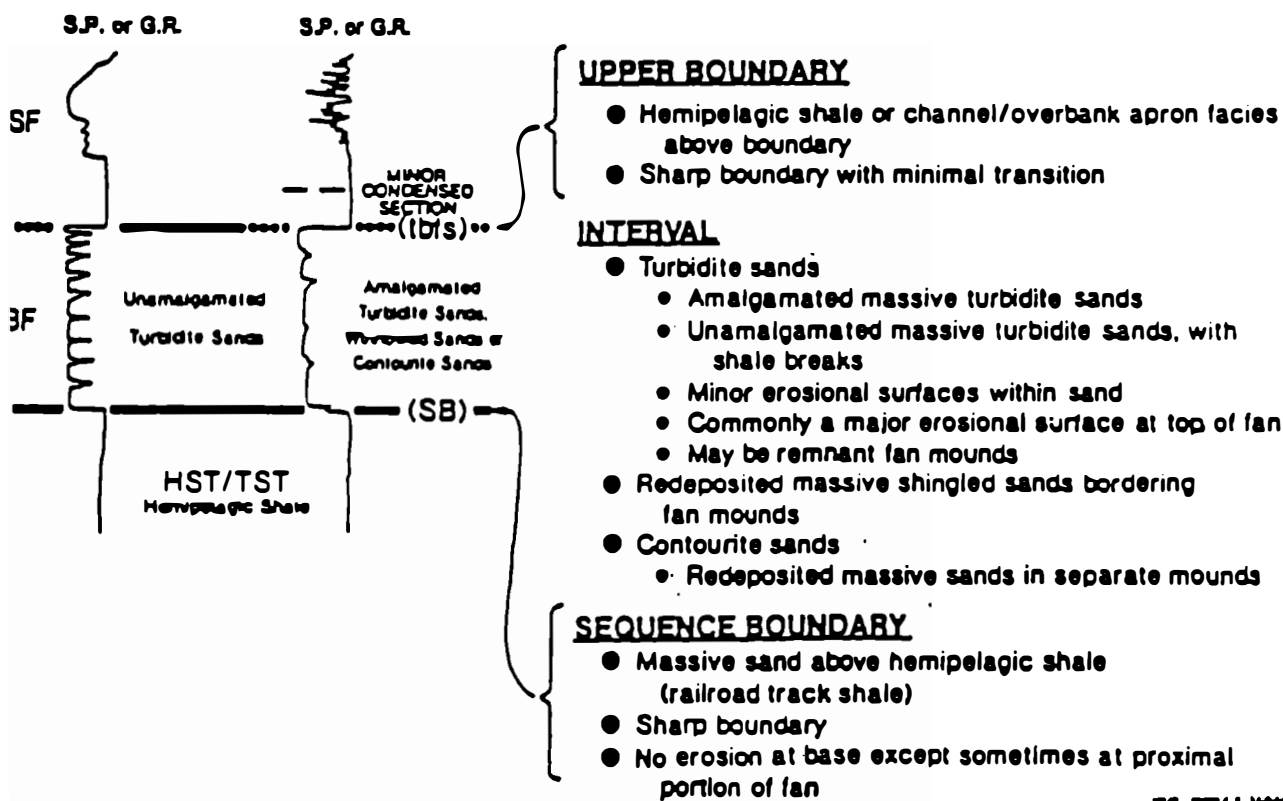 S.P. or G.R.
S.P. or G.R.
SF
MINOR
CONDENSED
SECTION
(tbfs)
BF
Unamalgamated
Turbidite Sands
Amalgamated
Turbidite Sands,
Sands or
Contourite Sands
(SB)
HST/TST
Hemipelagic Shale
UPPER BOUNDARY
● Hemipelagic shale or channel/overbank apron facies
above boundary
● Sharp boundary with minimal transition
INTERVAL
● Turbidite sands
● Amalgamated massive turbidite sands
● Unamalgamated massive turbidite sands, with
shale breaks
● Minor erosional surfaces within sand
● Commonly a major erosional surface at top of fan
● May be remnant fan mounds
● Redeposited massive shingled sands bordering
fan mounds
● Contourite sands
● Redeposited massive sands in separate mounds
SEQUENCE BOUNDARY
● Massive sand above hemipelagic shale
(railroad track shale)
● Sharp boundary
● No erosion at base except sometimes at proximal
portion of fan